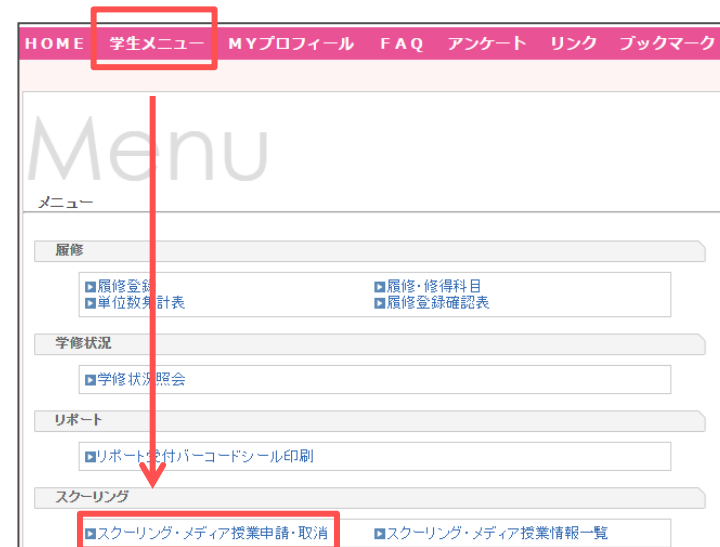 HOME 学生メニュー MYプロフィール FAQ アンケート リンク ブックマーク
Menu
メニュー
履修
履修登録 履修・修得科目
単位数集計表 履修登録確認表
学修状況
学修状況照会
リポート
リポート受付バーコードシール印刷
スクーリング
スクーリング・メディア授業申請・取消 スクーリング・メディア授業情報一覧